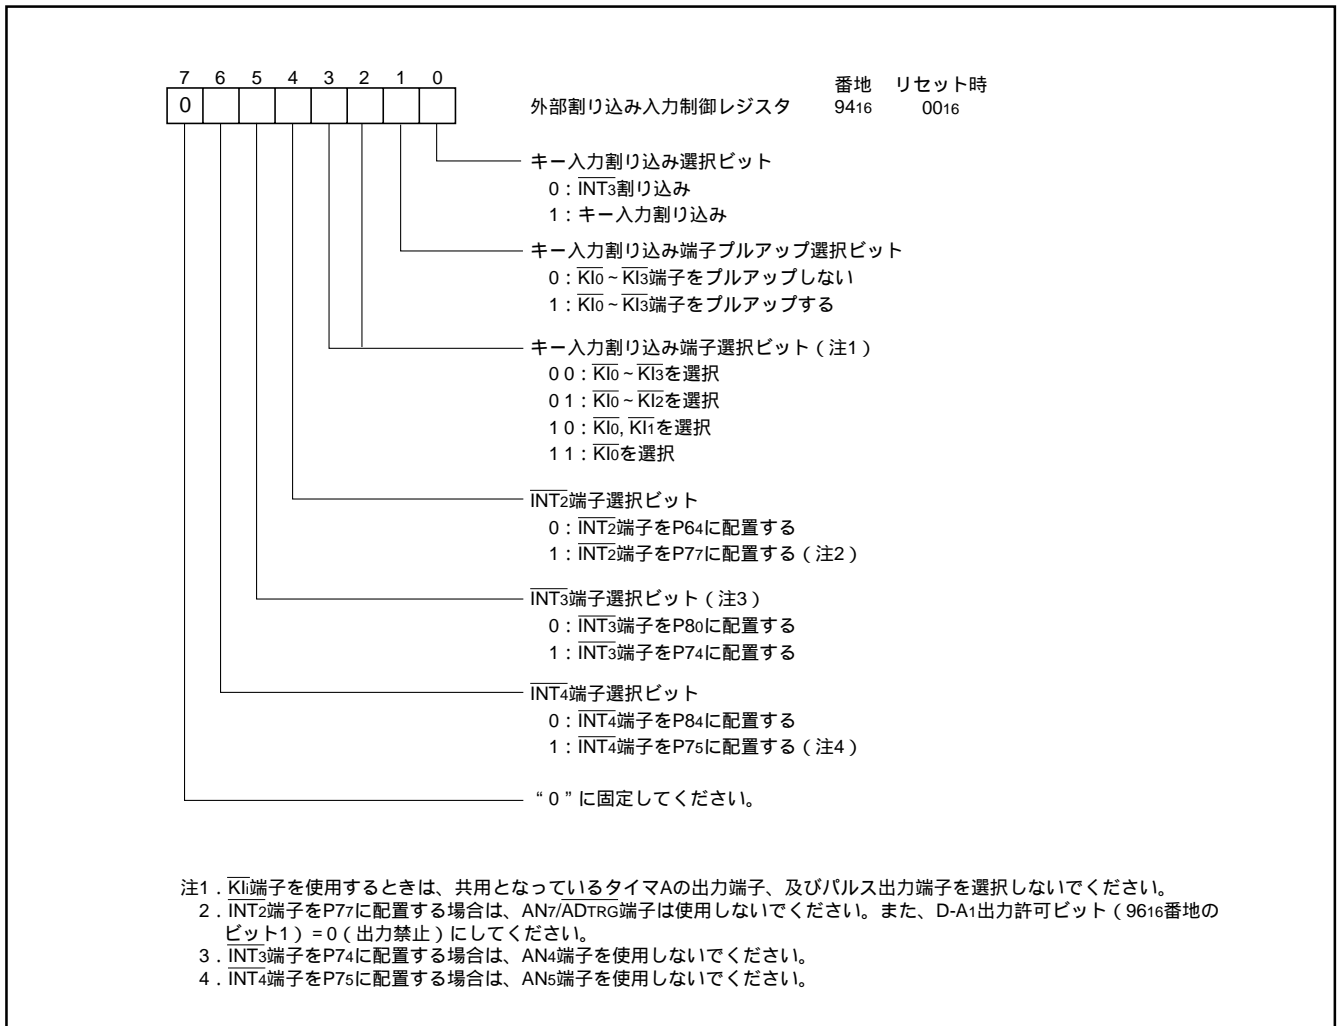 7 6 5 4 3 2 1 0
0
番地 リセット時
外部割り込み入力制御レジスタ 9416 0016
キー入力割り込み選択ビット
0：INT3割り込み
1：キー入力割り込み
キー入力割り込み端子プルアップ選択ビット
0：KI0～KI3端子をプルアップしない
1：KI0～KI3端子をプルアップする
キー入力割り込み端子選択ビット（注1）
0 0：KI0～KI3を選択
0 1：KI0～KI2を選択
1 0：KI0, KI1を選択
1 1：KI0を選択
INT2端子選択ビット
0：INT2端子をP64に配置する
1：INT2端子をP77に配置する（注2）
INT3端子選択ビット（注3）
0：INT3端子をP80に配置する
1：INT3端子をP74に配置する
INT4端子選択ビット
0：INT4端子をP84に配置する
1：INT4端子をP75に配置する（注4）
“0”に固定してください。
注1．KIi端子を使用するときは、共用となっているタイマAの出力端子、及びパルス出力端子を選択しないでください。
2．INT2端子をP77に配置する場合は、AN7/ADTRG端子は使用しないでください。また、D-A1出力許可ビット（9616番地の
ビット1）=0（出力禁止）にしてください。
3．INT3端子をP74に配置する場合は、AN4端子を使用しないでください。
4．INT4端子をP75に配置する場合は、AN5端子を使用しないでください。